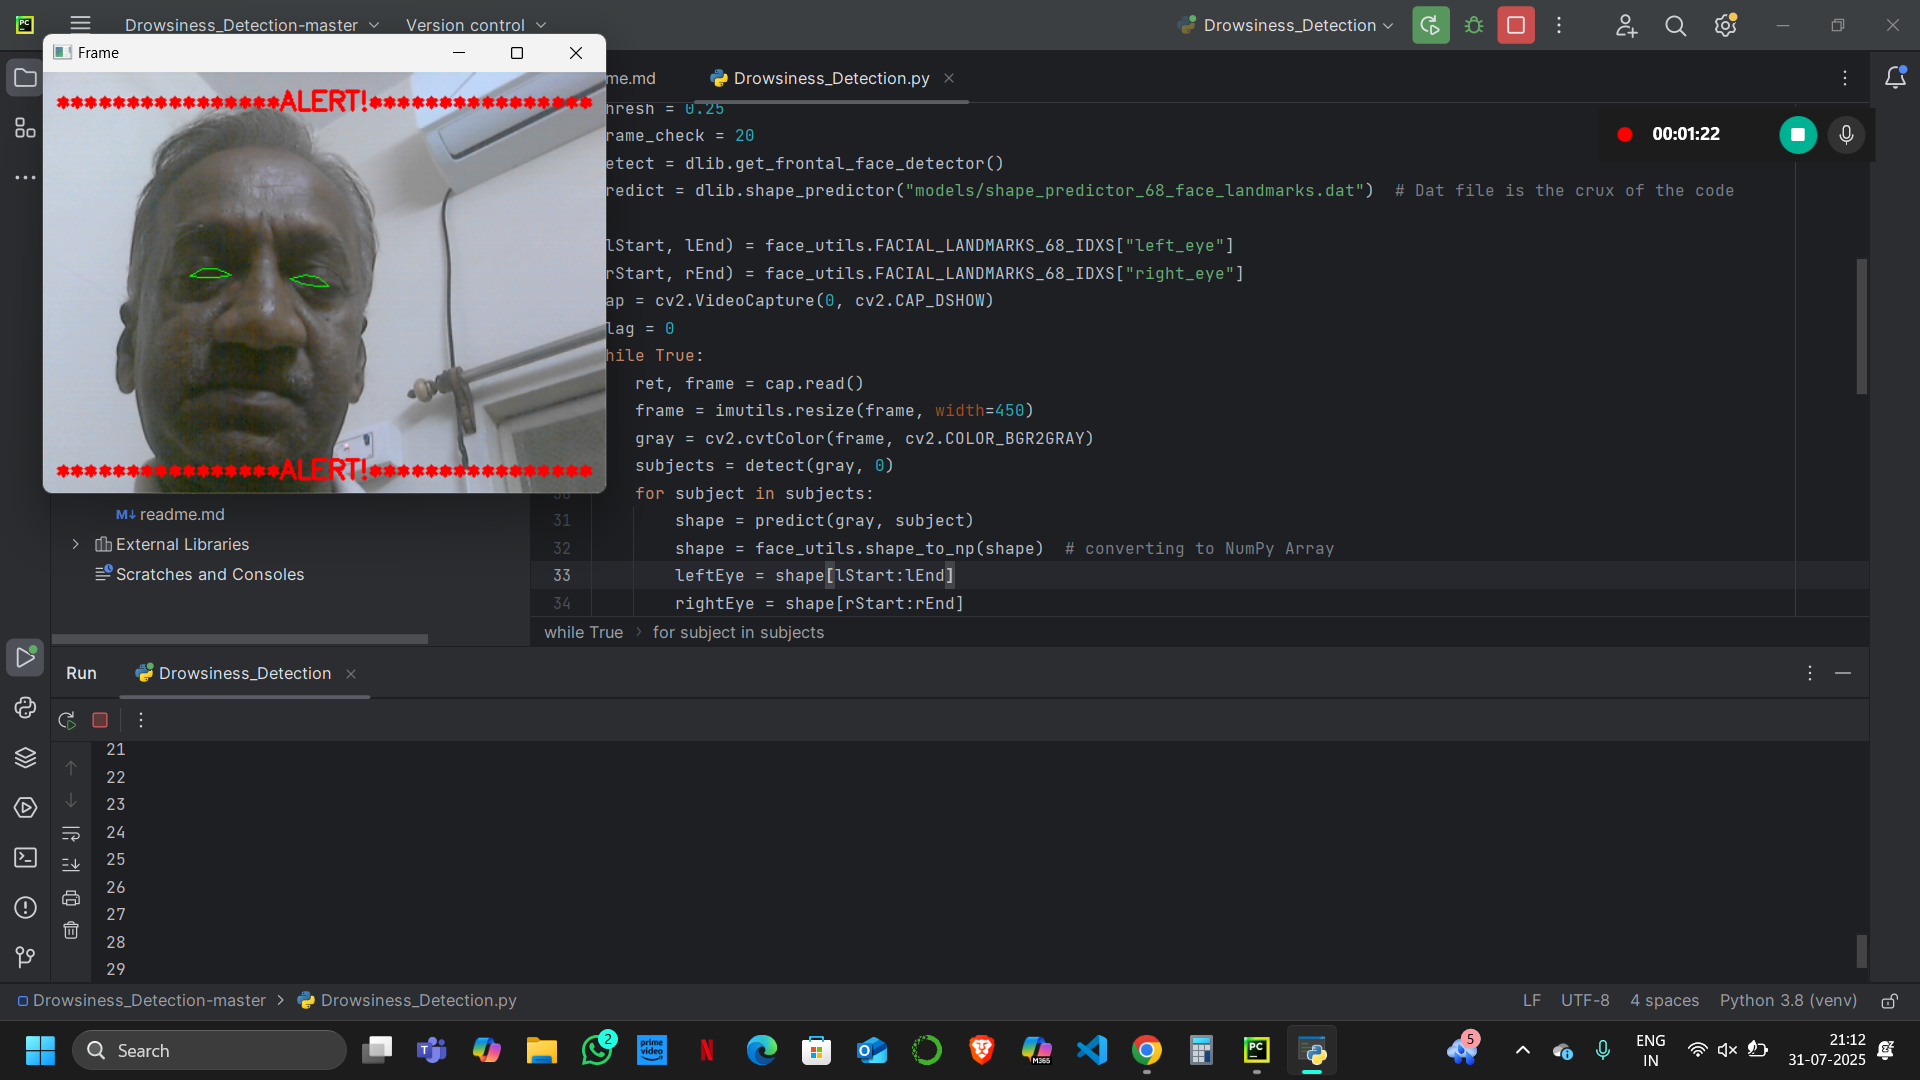 Drowsiness_Detection-master
Version control
Drowsiness_Detection
Frame
****************ALERT!****************
****************ALERT!****************
me.md
Drowsiness_Detection.py
00:01:22
hresh = 0.25
rame_check = 20
etect = dlib.get_frontal_face_detector()
redict = dlib.shape_predictor("models/shape_predictor_68_face_landmarks.dat")  # Dat file is the crux of the code
lStart, lEnd) = face_utils.FACIAL_LANDMARKS_68_IDXS["left_eye"]
rStart, rEnd) = face_utils.FACIAL_LANDMARKS_68_IDXS["right_eye"]
ap = cv2.VideoCapture(0, cv2.CAP_DSHOW)
lag = 0
hile True:
ret, frame = cap.read()
frame = imutils.resize(frame, width=450)
gray = cv2.cvtColor(frame, cv2.COLOR_BGR2GRAY)
subjects = detect(gray, 0)
for subject in subjects:
31 shape = predict(gray, subject)
32 shape = face_utils.shape_to_np(shape)  # converting to NumPy Array
33 leftEye = shape[lStart:lEnd]
34 rightEye = shape[rStart:rEnd]
while True > for subject in subjects
M↓ readme.md
External Libraries
Scratches and Consoles
Run
Drowsiness_Detection
21
22
23
24
25
26
27
28
29
Drowsiness_Detection-master > Drowsiness_Detection.py
LF UTF-8 4 spaces Python 3.8 (venv)
Search
2
prime video
M365
PC
5
ENG
IN
21:12
31-07-2025